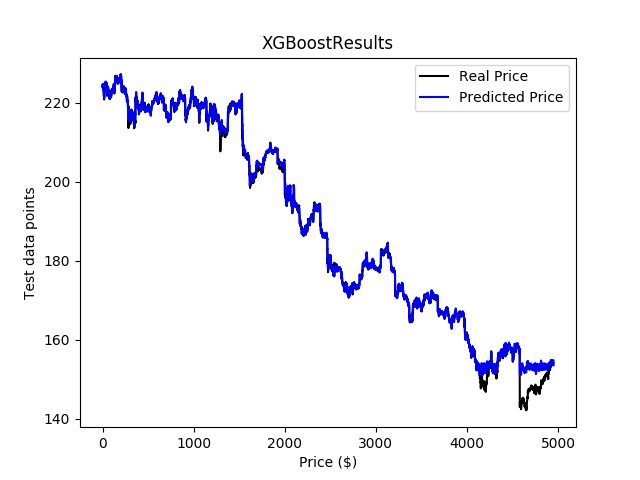 XGBoostResults
Real Price
Predicted Price
220
200
180
160
140
Test data points
0 1000 2000 3000 4000 5000
Price ($)